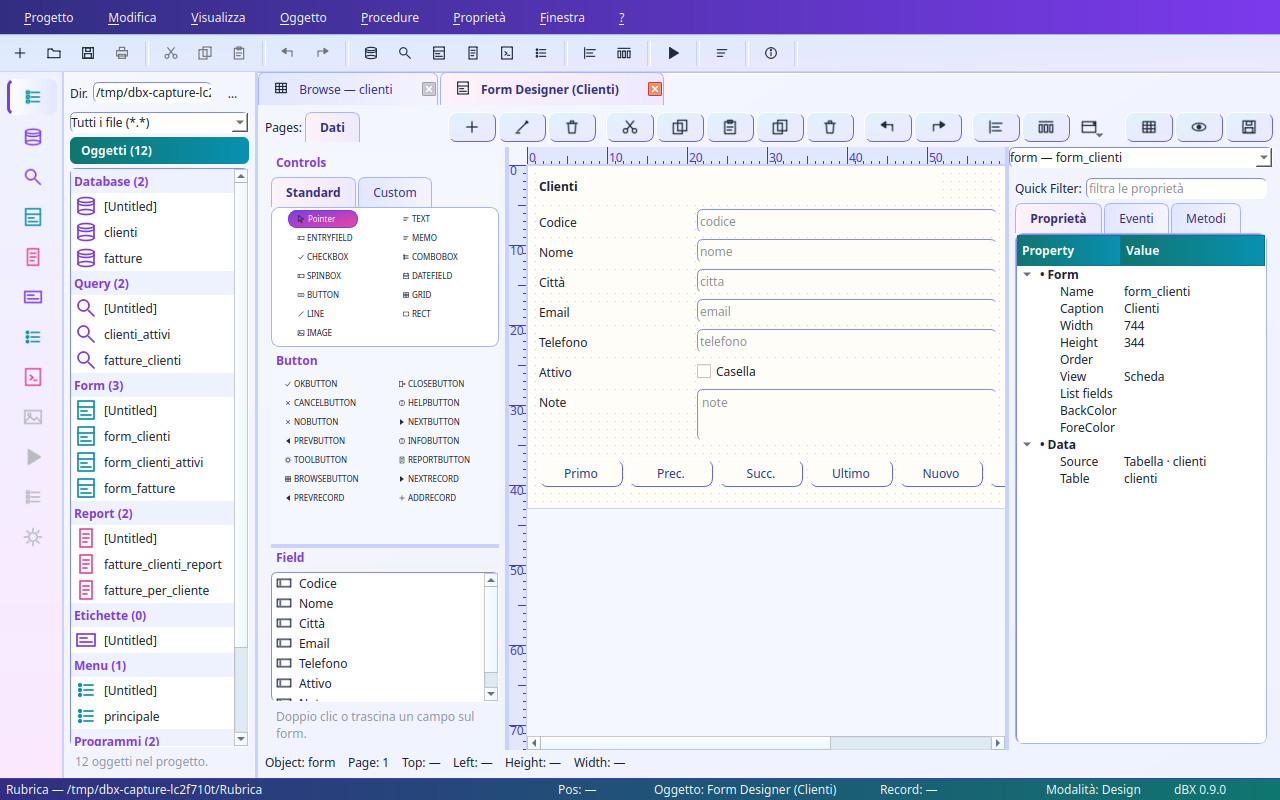 Progetto Modifica Visualizza Oggetto Procedure Proprietà Finestra ?
Dir. /tmp/dbx-capture-lc2 ...
Tutti i file (*.*)
Oggetti (12)
Database (2)
[Untitled]
clienti
fatture
Query (2)
[Untitled]
clienti_attivi
fatture_clienti
Form (3)
[Untitled]
form_clienti
form_clienti_attivi
form_fatture
Report (2)
[Untitled]
fatture_clienti_report
fatture_per_cliente
Etichette (0)
[Untitled]
Menu (1)
[Untitled]
principale
Programmi (2)
12 oggetti nel progetto.
Browse — clienti
Form Designer (Clienti)
Pages: Dati
Controls
Standard Custom
Pointer TEXT
ENTRYFIELD MEMO
CHECKBOX COMBOBOX
SPINBOX DATEFIELD
BUTTON GRID
LINE RECT
IMAGE
Button
OKBUTTON CLOSEBUTTON
CANCELBUTTON HELPBUTTON
NOBUTTON NEXTBUTTON
PREVBUTTON INFOBUTTON
TOOLBUTTON REPORTBUTTON
BROWSEBUTTON NEXTRECORD
PREVRECORD ADDRECORD
Field
Codice
Nome
Città
Email
Telefono
Attivo
Doppio clic o trascina un campo sul
form.
0 10 20 30 40 50
0
10
20
30
40
50
60
70
Clienti
Codice codice
Nome nome
Città citta
Email email
Telefono telefono
Attivo Casella
Note note
Primo Prec. Succ. Ultimo Nuovo
form — form_clienti
Quick Filter: filtra le proprietà
Proprietà Eventi Metodi
Property Value
• Form
Name form_clienti
Caption Clienti
Width 744
Height 344
Order
View Scheda
List fields
BackColor
ForeColor
• Data
Source Tabella · clienti
Table clienti
Object: form Page: 1 Top: — Left: — Height: — Width: —
Rubrica — /tmp/dbx-capture-lc2f710t/Rubrica Pos: — Oggetto: Form Designer (Clienti) Record: — Modalità: Design dBX 0.9.0